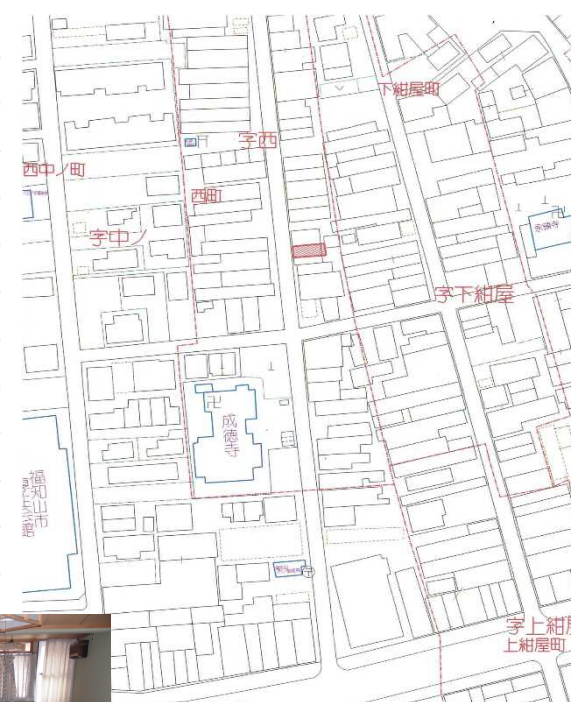 下紺屋町
字西
西中ノ町
西町
字中ノ
字下紺屋
成徳寺
福知山市
字上紺屋
上紺屋町